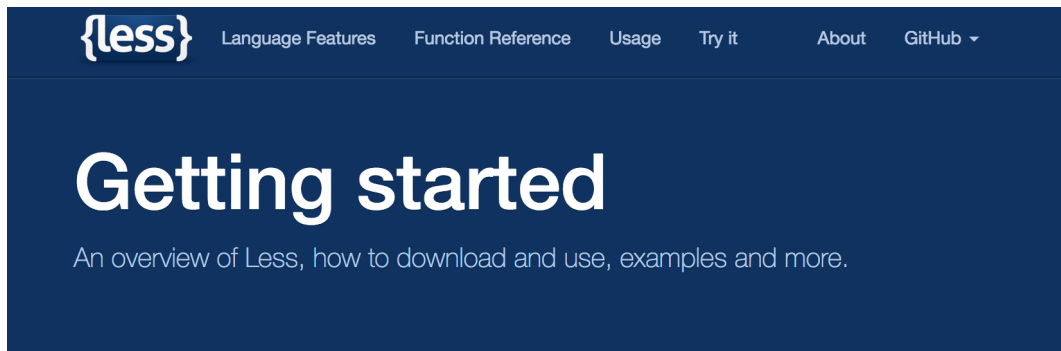 {less} Language Features Function Reference Usage Try it About GitHub
Getting started
An overview of Less, how to download and use, examples and more.